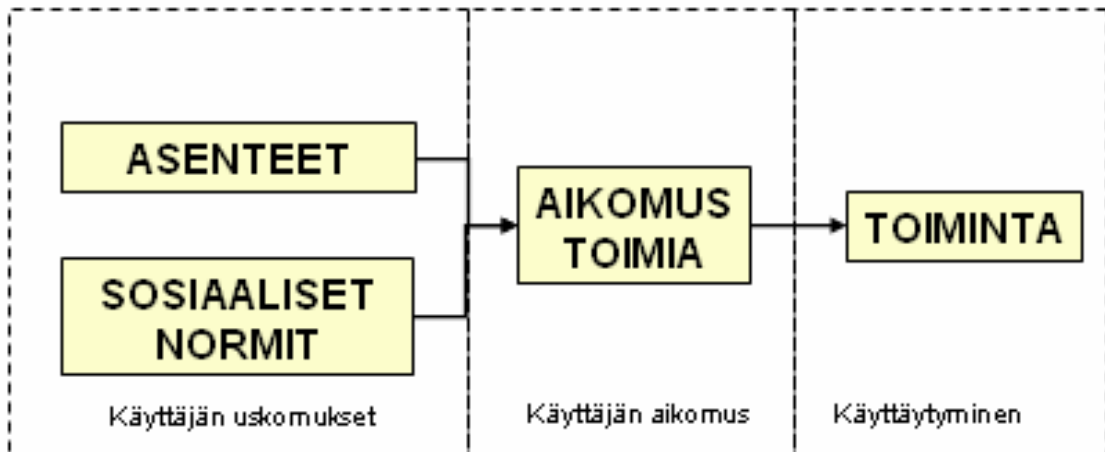 ASENTEET
SOSIAALISET
NORMIT
AIKOMUS
TOIMIA
TOIMINTA
Käyttäjän uskomukset
Käyttäjän aikomus
Käyttäytyminen